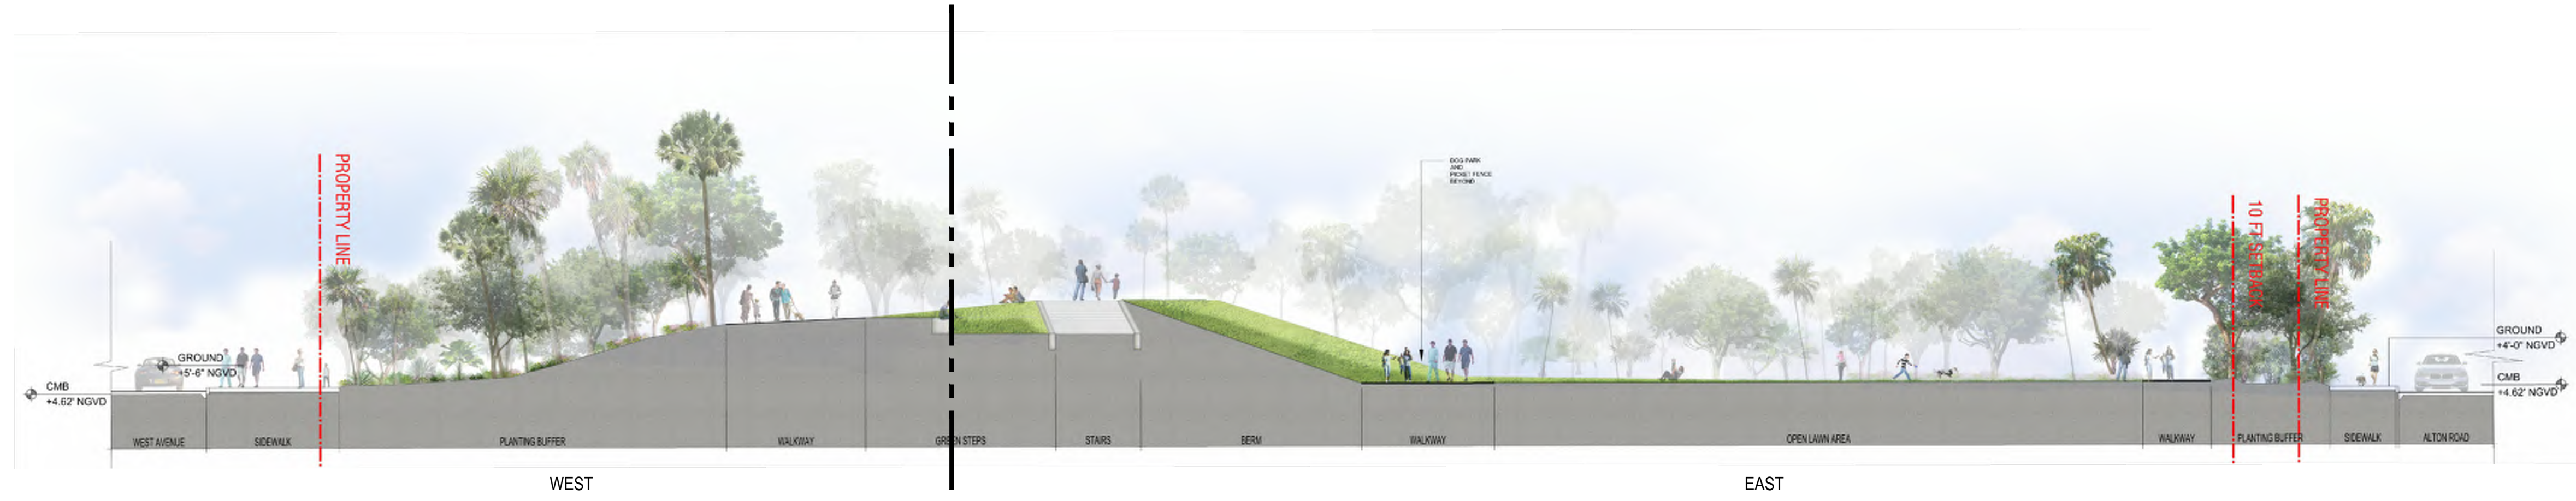 PROPERTY LINE
DOG PARK
AND
PICKET FENCE
BEYOND
10 FT SETBACK
PROPERTY LINE
GROUND
+5'-6" NGVD
CMB
+4.62' NGVD
GROUND
+4'-0" NGVD
CMB
+4.62' NGVD
WEST AVENUE
SIDEWALK
PLANTING BUFFER
WALKWAY
GREEN STEPS
STAIRS
BERM
WALKWAY
OPEN LAWN AREA
WALKWAY
PLANTING BUFFER
SIDEWALK
ALTON ROAD
WEST
EAST